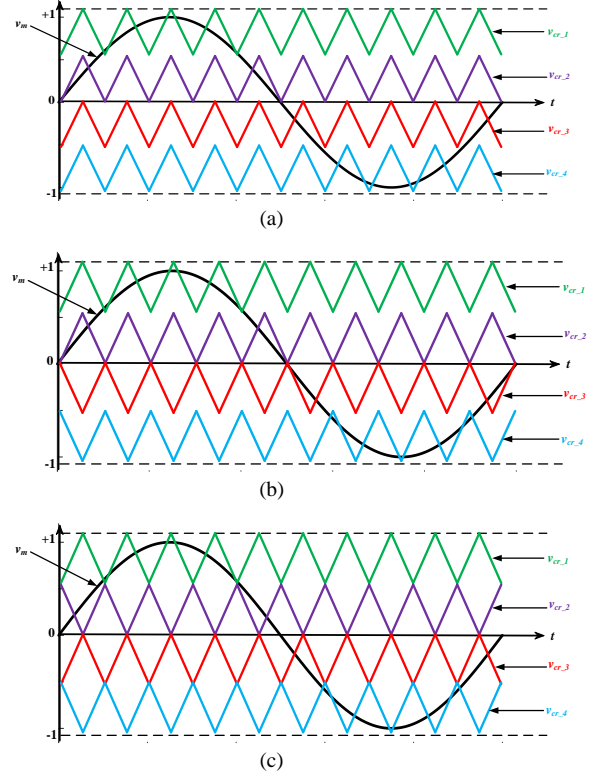 +1
v_m
v_cr_1
v_cr_2
0
t
v_cr_3
v_cr_4
-1
(a)
+1
v_m
v_cr_1
v_cr_2
0
t
v_cr_3
v_cr_4
-1
(b)
+1
v_m
v_cr_1
v_cr_2
0
t
v_cr_3
v_cr_4
-1
(c)